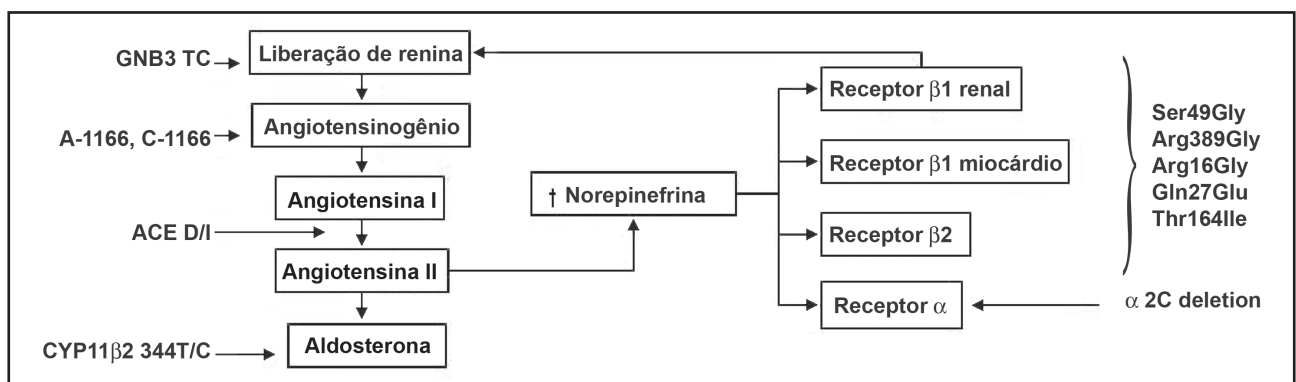 GNB3 TC
Liberação de renina
A-1166, C-1166
Angiotensinogênio
Angiotensina I
ACE D/I
Angiotensina II
CYP11β2 344T/C
Aldosterona
† Norepinefrina
Receptor β1 renal
Receptor β1 miocárdio
Receptor β2
Receptor α
Ser49Gly
Arg389Gly
Arg16Gly
Gln27Glu
Thr164Ile
α 2C deletion